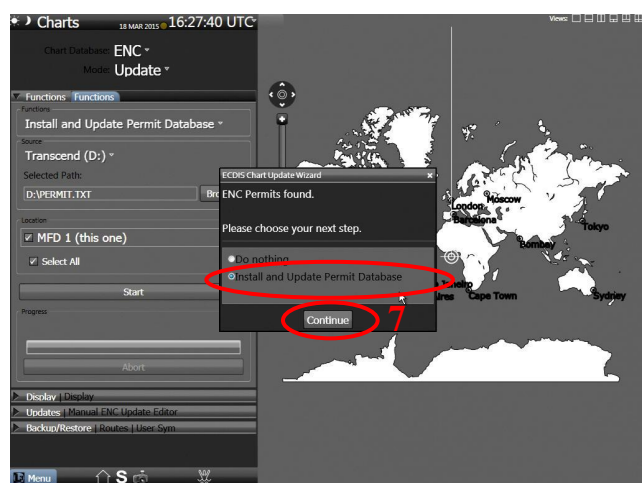 Charts 18 MAR 2015 16:27:40 UTC
Views:
Chart Database: ENC
Mode: Update
Functions Functions
Functions
Install and Update Permit Database
Source
Transcend (D:)
Selected Path:
D:\PERMIT.TXT
Location
MFD 1 (this one)
Select All
Start
Progress
Abort
Display | Display
Updates | Manual ENC Update Editor
Backup/Restore | Routes | User Sym
Menu
S
ECDIS Chart Update Wizard
ENC Permits found.
Please choose your next step.
Do nothing
Install and Update Permit Database
Continue
7
Moscow
London
Barcelona
Tokyo
Bombay
Cape Town
Sydney